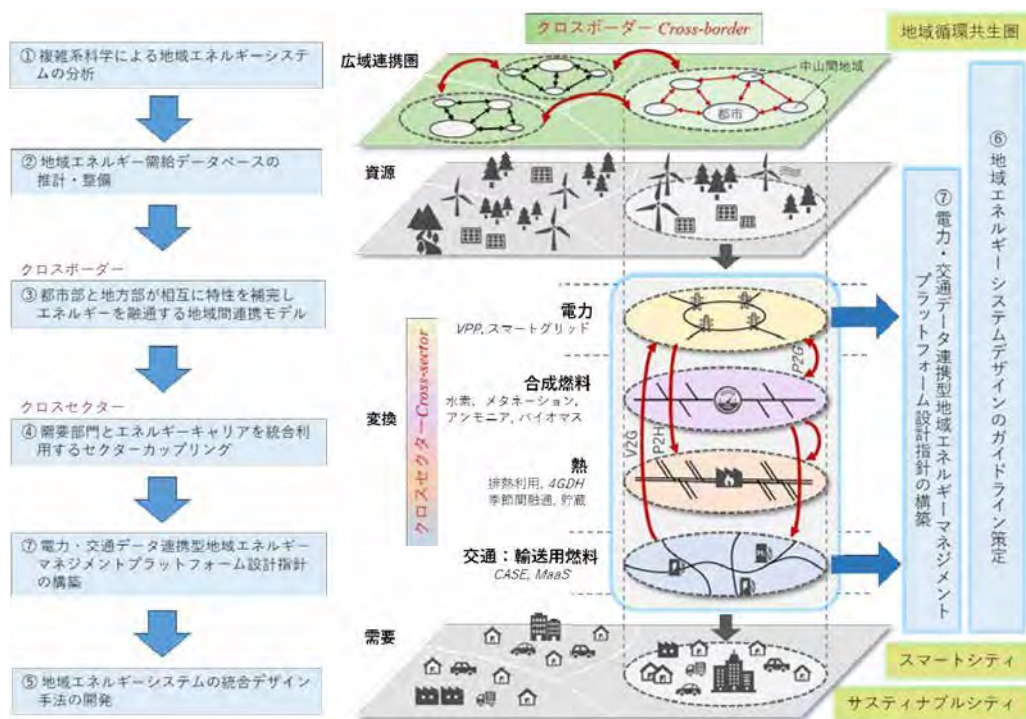 ① 複雑系科学による地域エネルギーシステ
ムの分析
② 地域エネルギー需給データベースの
推計・整備
クロスボーダー
③ 都市部と地方部が相互に特性を補完し
エネルギーを融通する地域間連携モデル
クロスセクター
④ 需要部門とエネルギーキャリアを統合利
用するセクターカップリング
⑦ 電力・交通データ連携型地域エネルギー
マネジメントプラットフォーム設計指針
の構築
⑤ 地域エネルギーシステムの統合デザイン
手法の開発
クロスボーダー Cross-border
広域連携圏
中山間地域
都市
資源
変換
クロスセクター Cross-sector
電力
VPP, スマートグリッド
P2G
合成燃料
水素, メタネーション,
アンモニア, バイオマス
V2G
P2H
熱
排熱利用, 4GDH
季節間融通, 貯蔵
交通：輸送用燃料
CASE, MaaS
需要
地域循環共生圏
⑦ 電力・交通データ連携型地域エネルギーマネジメント
プラットフォーム設計指針の構築
⑥ 地域エネルギーシステムデザインのガイドライン策定
スマートシティ
サスティナブルシティ